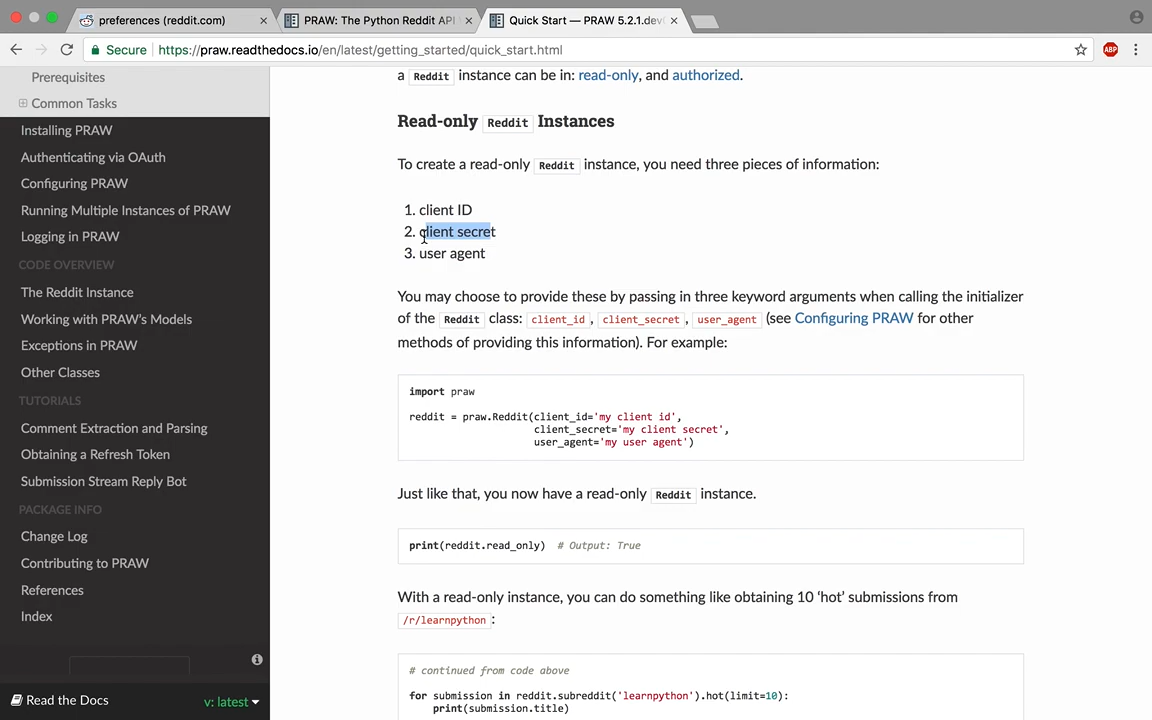 preferences (reddit.com)
PRAW: The Python Reddit API
Quick Start — PRAW 5.2.1.dev
Secure https://praw.readthedocs.io/en/latest/getting_started/quick_start.html
ABP
Prerequisites
Common Tasks
Installing PRAW
Authenticating via OAuth
Configuring PRAW
Running Multiple Instances of PRAW
Logging in PRAW
CODE OVERVIEW
The Reddit Instance
Working with PRAW's Models
Exceptions in PRAW
Other Classes
TUTORIALS
Comment Extraction and Parsing
Obtaining a Refresh Token
Submission Stream Reply Bot
PACKAGE INFO
Change Log
Contributing to PRAW
References
Index
Read the Docs
v: latest
a Reddit instance can be in: read-only, and authorized.
Read-only Reddit Instances
To create a read-only Reddit instance, you need three pieces of information:
1. client ID
2. client secret
3. user agent
You may choose to provide these by passing in three keyword arguments when calling the initializer
of the Reddit class: client_id, client_secret, user_agent (see Configuring PRAW for other
methods of providing this information). For example:
import praw
reddit = praw.Reddit(client_id='my client id',
client_secret='my client secret',
user_agent='my user agent')
Just like that, you now have a read-only Reddit instance.
print(reddit.read_only) # Output: True
With a read-only instance, you can do something like obtaining 10 ‘hot’ submissions from
/r/learnpython:
# continued from code above
for submission in reddit.subreddit('learnpython').hot(limit=10):
print(submission.title)